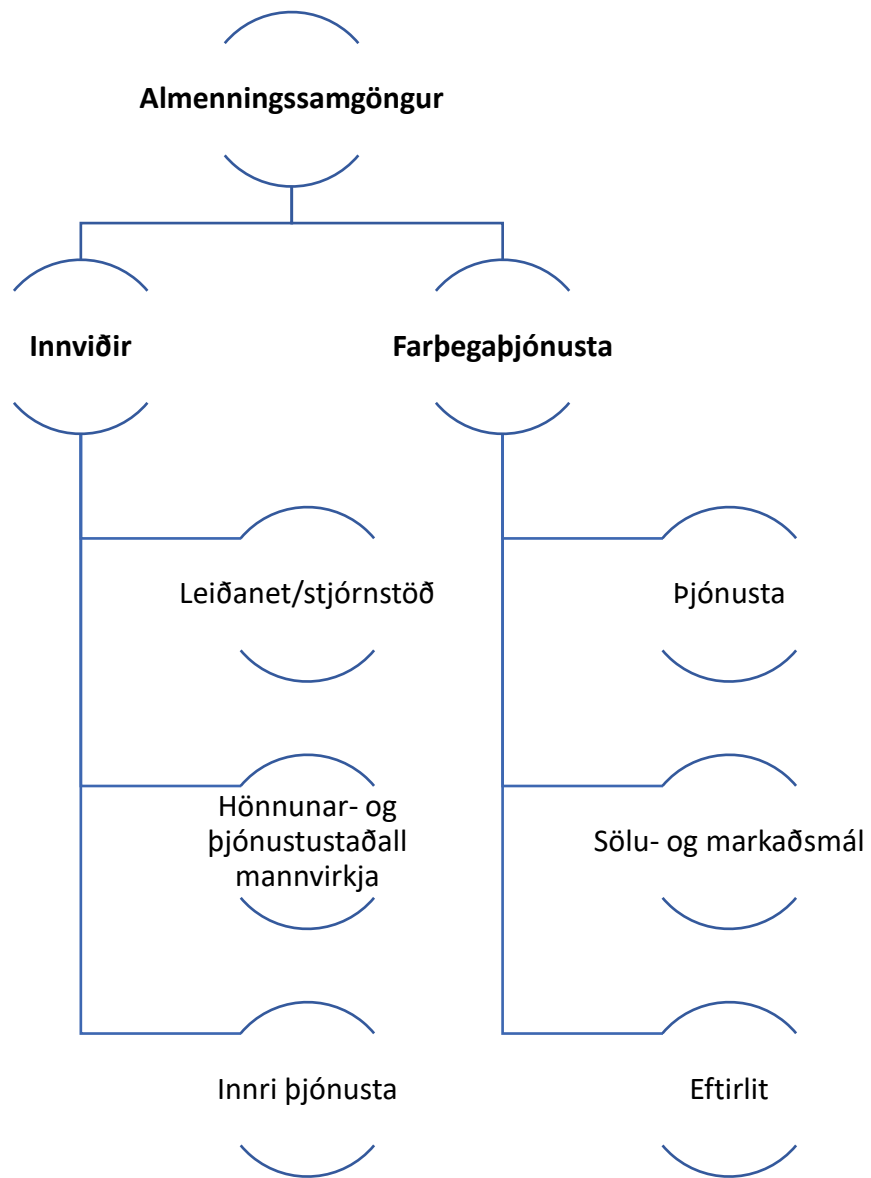 Almenningssamgöngur
Innviðir
Farþegaþjónusta
Leiðanet/stjórnstöð
Þjónusta
Hönnunar- og
þjónustustaðall
mannvirkja
Sölu- og markaðsmál
Innri þjónusta
Eftirlit